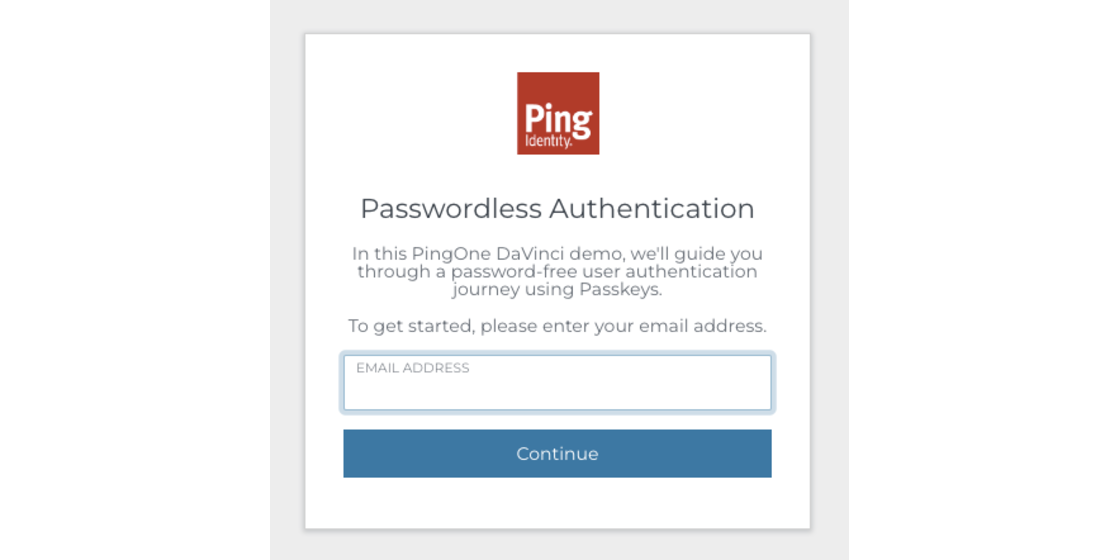 Ping
Identity.
Passwordless Authentication
In this PingOne DaVinci demo, we'll guide you
through a password-free user authentication
journey using Passkeys.
To get started, please enter your email address.
EMAIL ADDRESS
Continue